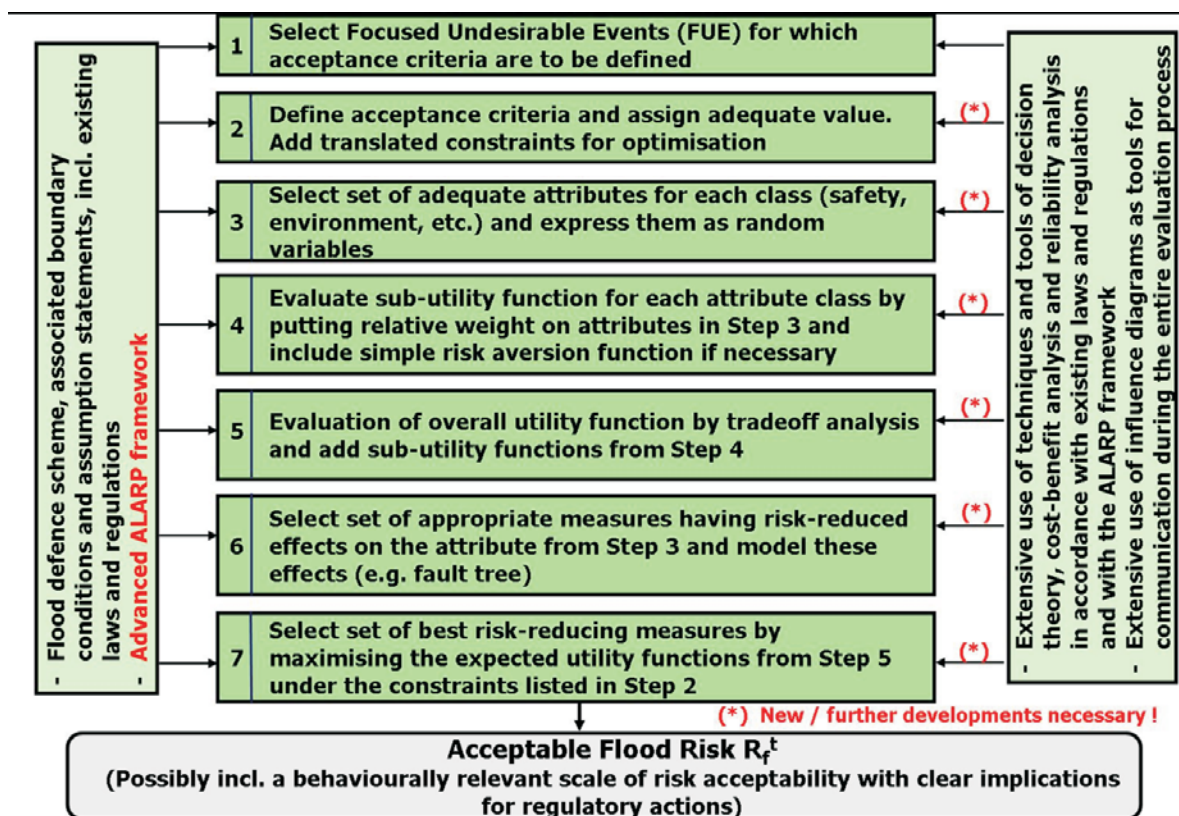 - Flood defence scheme, associated boundary
conditions and assumption statements, incl. existing
laws and regulations
- Advanced ALARP framework
1
Select Focused Undesirable Events (FUE) for which
acceptance criteria are to be defined
2
Define acceptance criteria and assign adequate value.
Add translated constraints for optimisation
(*)
3
Select set of adequate attributes for each class (safety,
environment, etc.) and express them as random
variables
(*)
4
Evaluate sub-utility function for each attribute class by
putting relative weight on attributes in Step 3 and
include simple risk aversion function if necessary
(*)
5
Evaluation of overall utility function by tradeoff analysis
and add sub-utility functions from Step 4
(*)
6
Select set of appropriate measures having risk-reduced
effects on the attribute from Step 3 and model these
effects (e.g. fault tree)
(*)
7
Select set of best risk-reducing measures by
maximising the expected utility functions from Step 5
under the constraints listed in Step 2
(*)
- Extensive use of techniques and tools of decision
theory, cost-benefit analysis and reliability analysis
in accordance with existing laws and regulations
and with the ALARP framework
- Extensive use of influence diagrams as tools for
communication during the entire evaluation process
(*) New / further developments necessary !
Acceptable Flood Risk R_f^t
(Possibly incl. a behaviourally relevant scale of risk acceptability with clear implications
for regulatory actions)